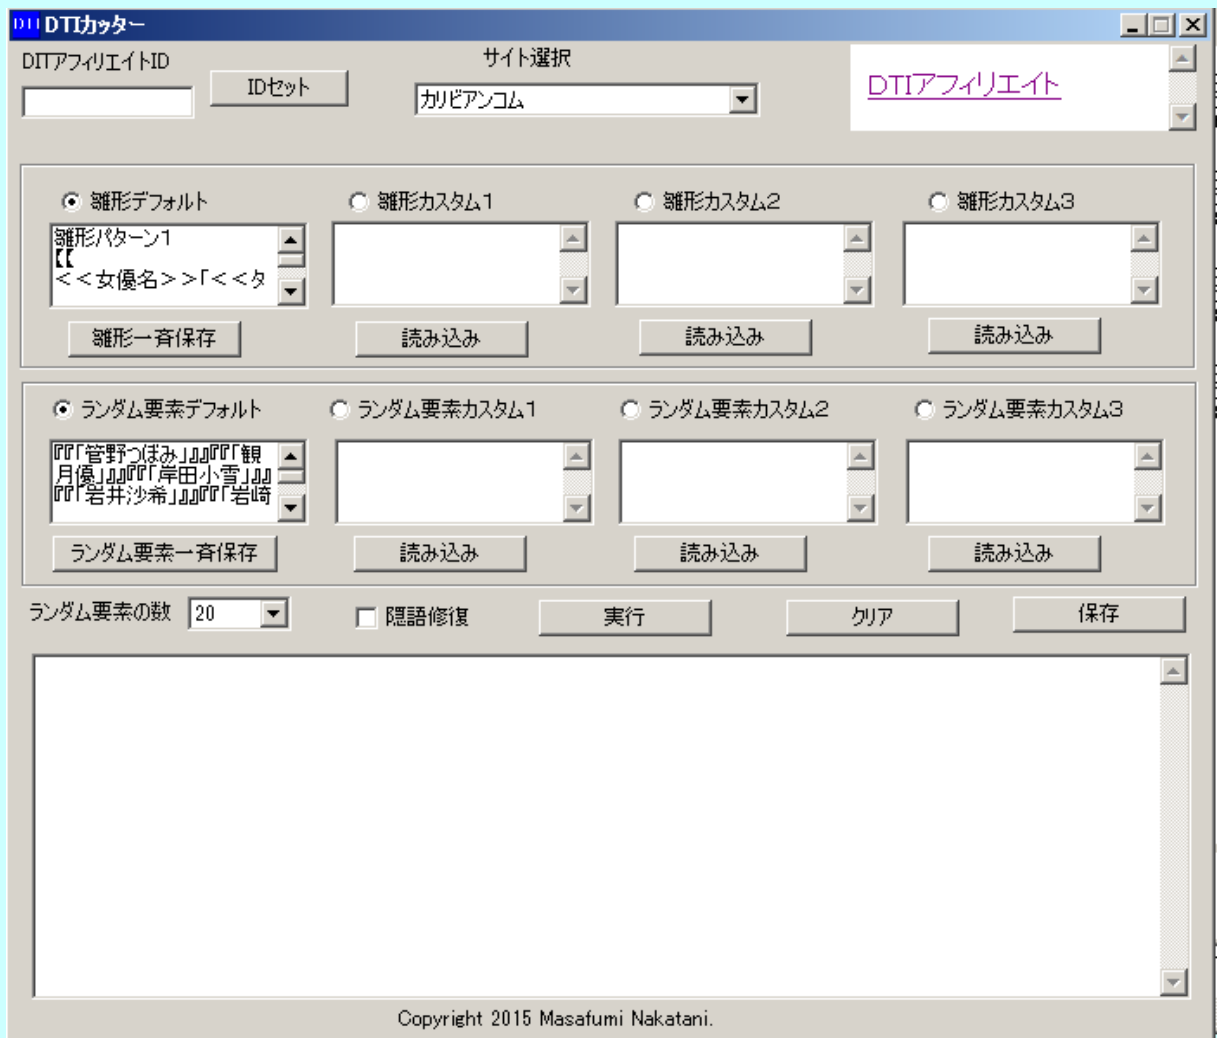 DTI DTIカッター
DTIアフィリエイトID
サイト選択
IDセット
カリビアンコム
DTIアフィリエイト
雛形デフォルト
雛形カスタム1
雛形カスタム2
雛形カスタム3
雛形パターン1
【【
＜＜女優名＞＞「＜＜タ
雛形一斉保存
読み込み
読み込み
読み込み
ランダム要素デフォルト
ランダム要素カスタム1
ランダム要素カスタム2
ランダム要素カスタム3
『『「管野つぼみ」』』『『「観
月優」』』『『「岸田小雪」』』
『『「岩井沙希」』』『『「岩崎
ランダム要素一斉保存
読み込み
読み込み
読み込み
ランダム要素の数
20
隠語修復
実行
クリア
保存
Copyright 2015 Masafumi Nakatani.